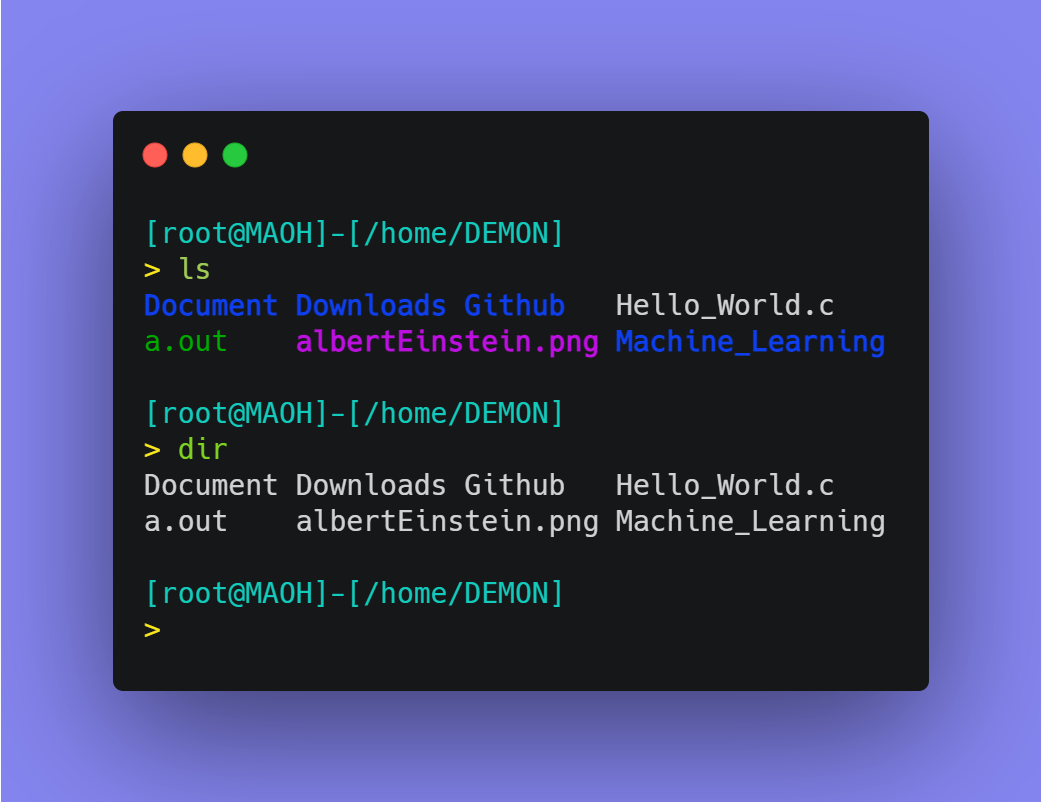 [root@MAOH]-[/home/DEMON]
> ls
Document Downloads Github   Hello_World.c
a.out    albertEinstein.png Machine_Learning
[root@MAOH]-[/home/DEMON]
> dir
Document Downloads Github   Hello_World.c
a.out    albertEinstein.png Machine_Learning
[root@MAOH]-[/home/DEMON]
>